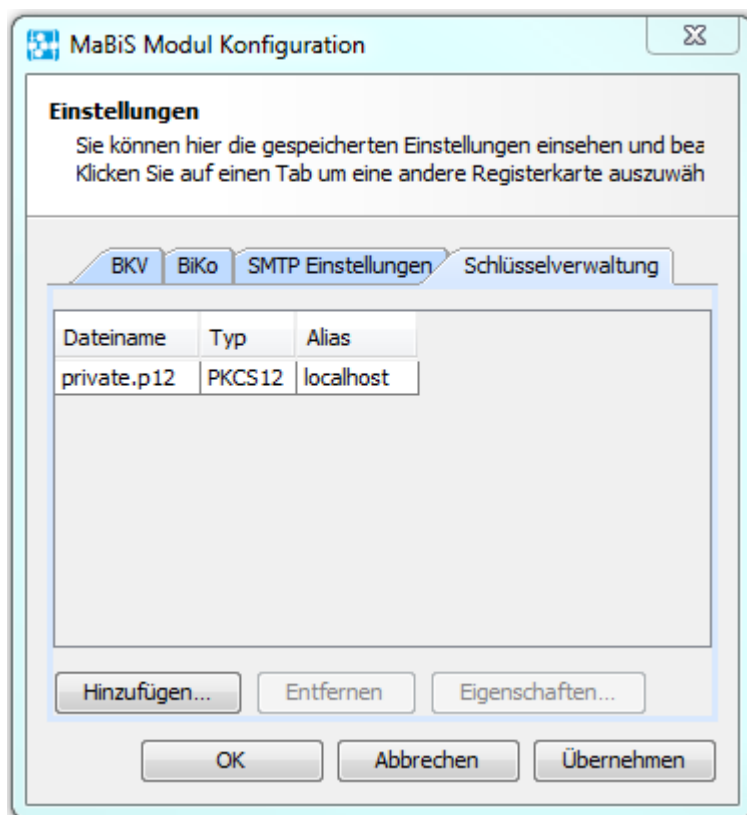 MaBiS Modul Konfiguration
Einstellungen
Sie können hier die gespeicherten Einstellungen einsehen und bea
Klicken Sie auf einen Tab um eine andere Registerkarte auszuwäh
BKV BiKo SMTP Einstellungen Schlüsselverwaltung
Dateiname Typ Alias
private.p12 PKCS12 localhost
Hinzufügen... Entfernen Eigenschaften...
OK Abbrechen Übernehmen